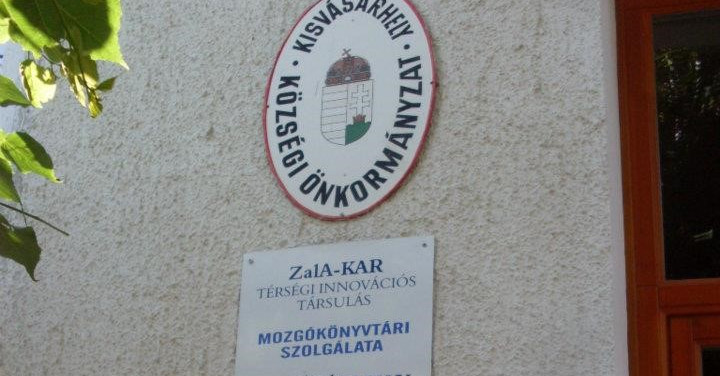 KISVÁSÁRHELY
KÖZSÉGI ÖNKORMÁNYZAT
ZalA-KAR
TÉRSÉGI INNOVÁCIÓS
TÁRSULÁS
MOZGÓKÖNYVTÁRI
SZOLGÁLATA